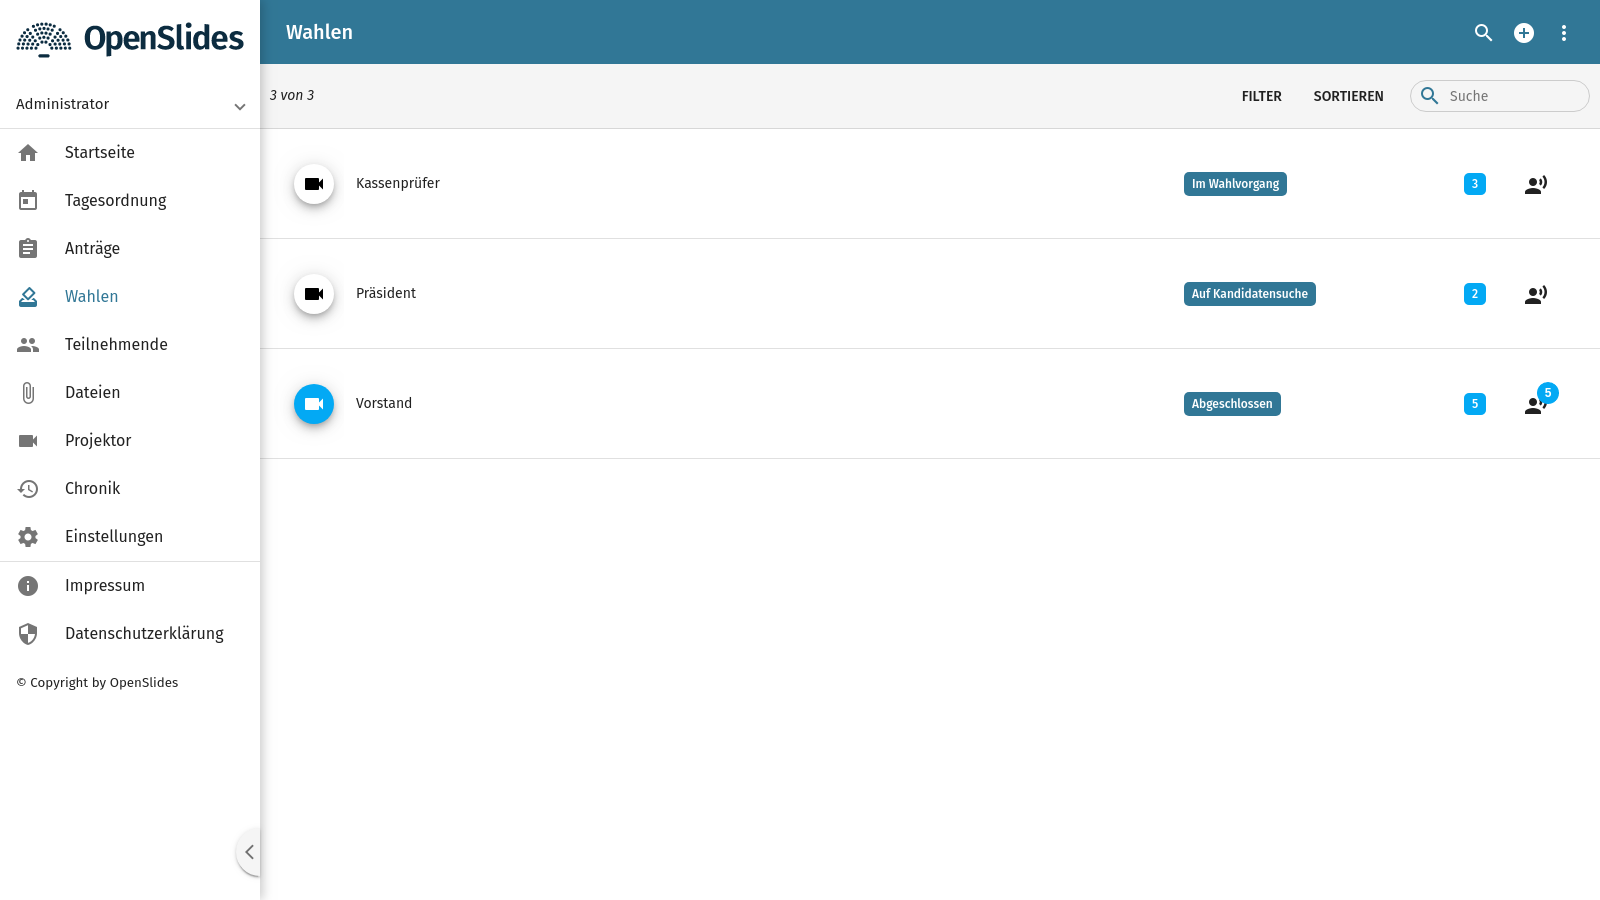 OpenSlides
Administrator
Startseite
Tagesordnung
Anträge
Wahlen
Teilnehmende
Dateien
Projektor
Chronik
Einstellungen
Impressum
Datenschutzerklärung
© Copyright by OpenSlides
Wahlen
3 von 3
FILTER SORTIEREN Suche
Kassenprüfer Im Wahlvorgang 3
Präsident Auf Kandidatensuche 2
Vorstand Abgeschlossen 5 5